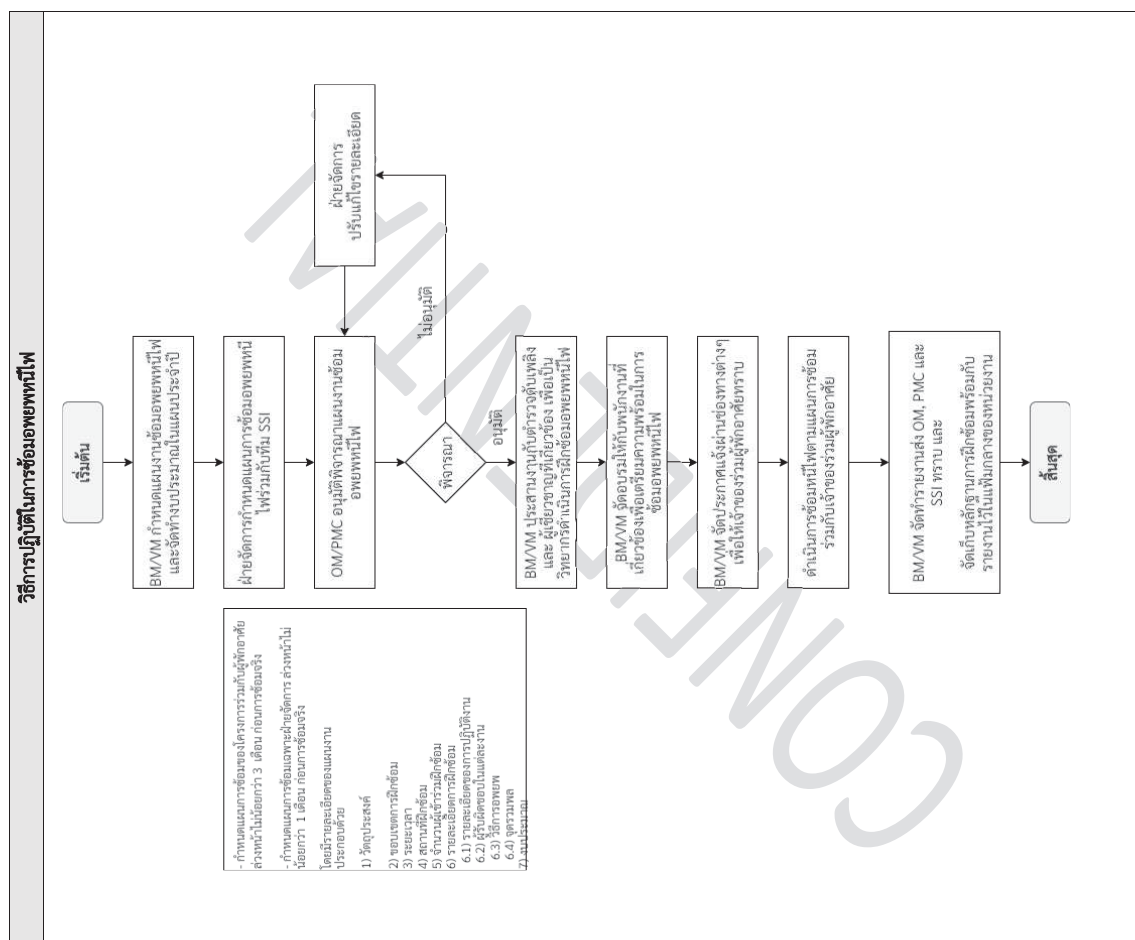 วิธีการปฏิบัติในการซ้อมอพยพหนีไฟ
เริ่มต้น
BM/VM กำหนดแผนงานซ้อมอพยพหนีไฟ
และจัดทำงบประมาณในแผนประจำปี
ฝ่ายจัดการกำหนดแผนการซ้อมอพยพหนี
ไฟร่วมกับทีม SSI
- กำหนดแผนการซ้อมของโครงการร่วมกับผู้พักอาศัย
ล่วงหน้าไม่น้อยกว่า 3 เดือน ก่อนการซ้อมจริง
- กำหนดแผนการซ้อมเฉพาะฝ่ายจัดการ ล่วงหน้าไม่
น้อยกว่า 1 เดือน ก่อนการซ้อมจริง
โดยมีรายละเอียดของแผนงาน
ประกอบด้วย
1) วัตถุประสงค์
2) ขอบเขตการฝึกซ้อม
3) ระยะเวลา
4) สถานที่ฝึกซ้อม
5) จำนวนผู้เข้าร่วมฝึกซ้อม
6) รายละเอียดการฝึกซ้อม
6.1) รายละเอียดของการปฏิบัติงาน
6.2) ผู้รับผิดชอบในแต่ละงาน
6.3) วิธีการอพยพ
6.4) จุดรวมพล
7) งบประมาณ
OM/PMC อนุมัติพิจารณาแผนงานซ้อม
อพยพหนีไฟ
ฝ่ายจัดการ
ปรับแก้ไขรายละเอียด
พิจารณา
ไม่อนุมัติ
อนุมัติ
BM/VM ประสานงานกับตำรวจดับเพลิง
และ ผู้เชี่ยวชาญที่เกี่ยวข้อง เพื่อเป็น
วิทยากรดำเนินการฝึกซ้อมอพยพหนีไฟ
BM/VM จัดอบรมให้กับพนักงานที่
เกี่ยวข้องเพื่อเตรียมความพร้อมในการ
ซ้อมอพยพหนีไฟ
BM/VM จัดประกาศแจ้งผ่านช่องทางต่างๆ
เพื่อให้เจ้าของร่วมผู้พักอาศัยทราบ
ดำเนินการซ้อมหนีไฟตามแผนการซ้อม
ร่วมกับเจ้าของร่วมผู้พักอาศัย
BM/VM จัดทำรายงานส่ง OM, PMC และ
SSI ทราบ และ
จัดเก็บหลักฐานการฝึกซ้อมพร้อมกับ
รายงานไว้ในแฟ้มกลางของหน่วยงาน
สิ้นสุด